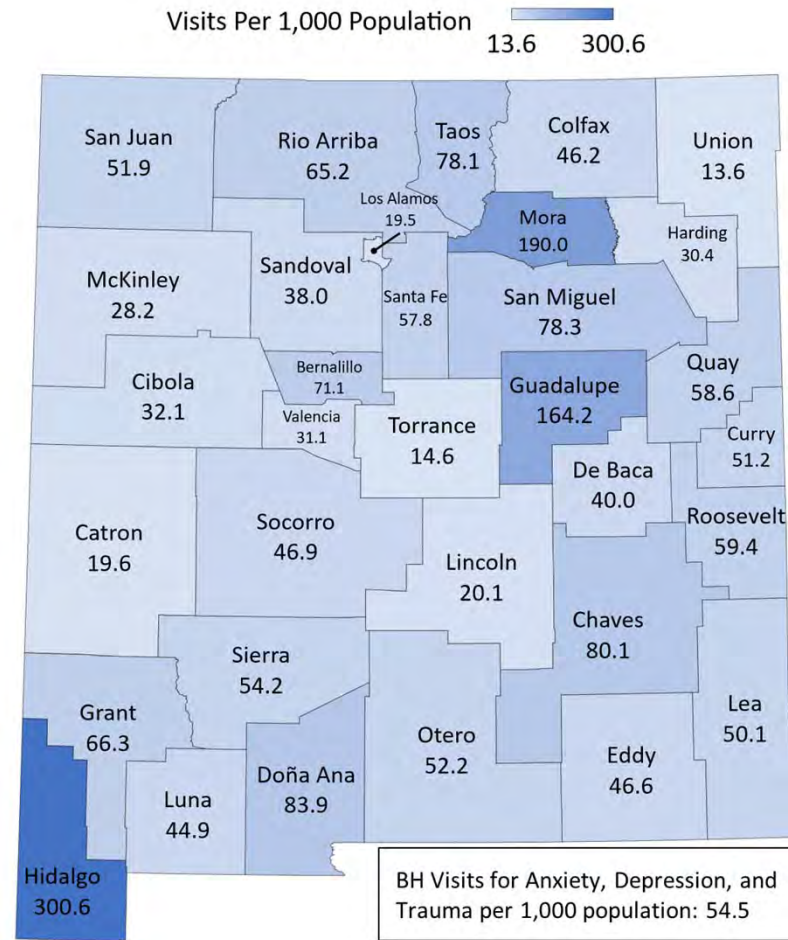 Visits Per 1,000 Population
13.6 300.6
San Juan
51.9
Rio Arriba
65.2
Taos
78.1
Colfax
46.2
Union
13.6
Los Alamos
19.5
Mora
190.0
Harding
30.4
McKinley
28.2
Sandoval
38.0
Santa Fe
57.8
San Miguel
78.3
Cibola
32.1
Bernalillo
71.1
Valencia
31.1
Torrance
14.6
Guadalupe
164.2
Quay
58.6
Curry
51.2
De Baca
40.0
Roosevelt
59.4
Catron
19.6
Socorro
46.9
Lincoln
20.1
Chaves
80.1
Sierra
54.2
Grant
66.3
Lea
50.1
Otero
52.2
Eddy
46.6
Doña Ana
83.9
Luna
44.9
Hidalgo
300.6
BH Visits for Anxiety, Depression, and
Trauma per 1,000 population: 54.5